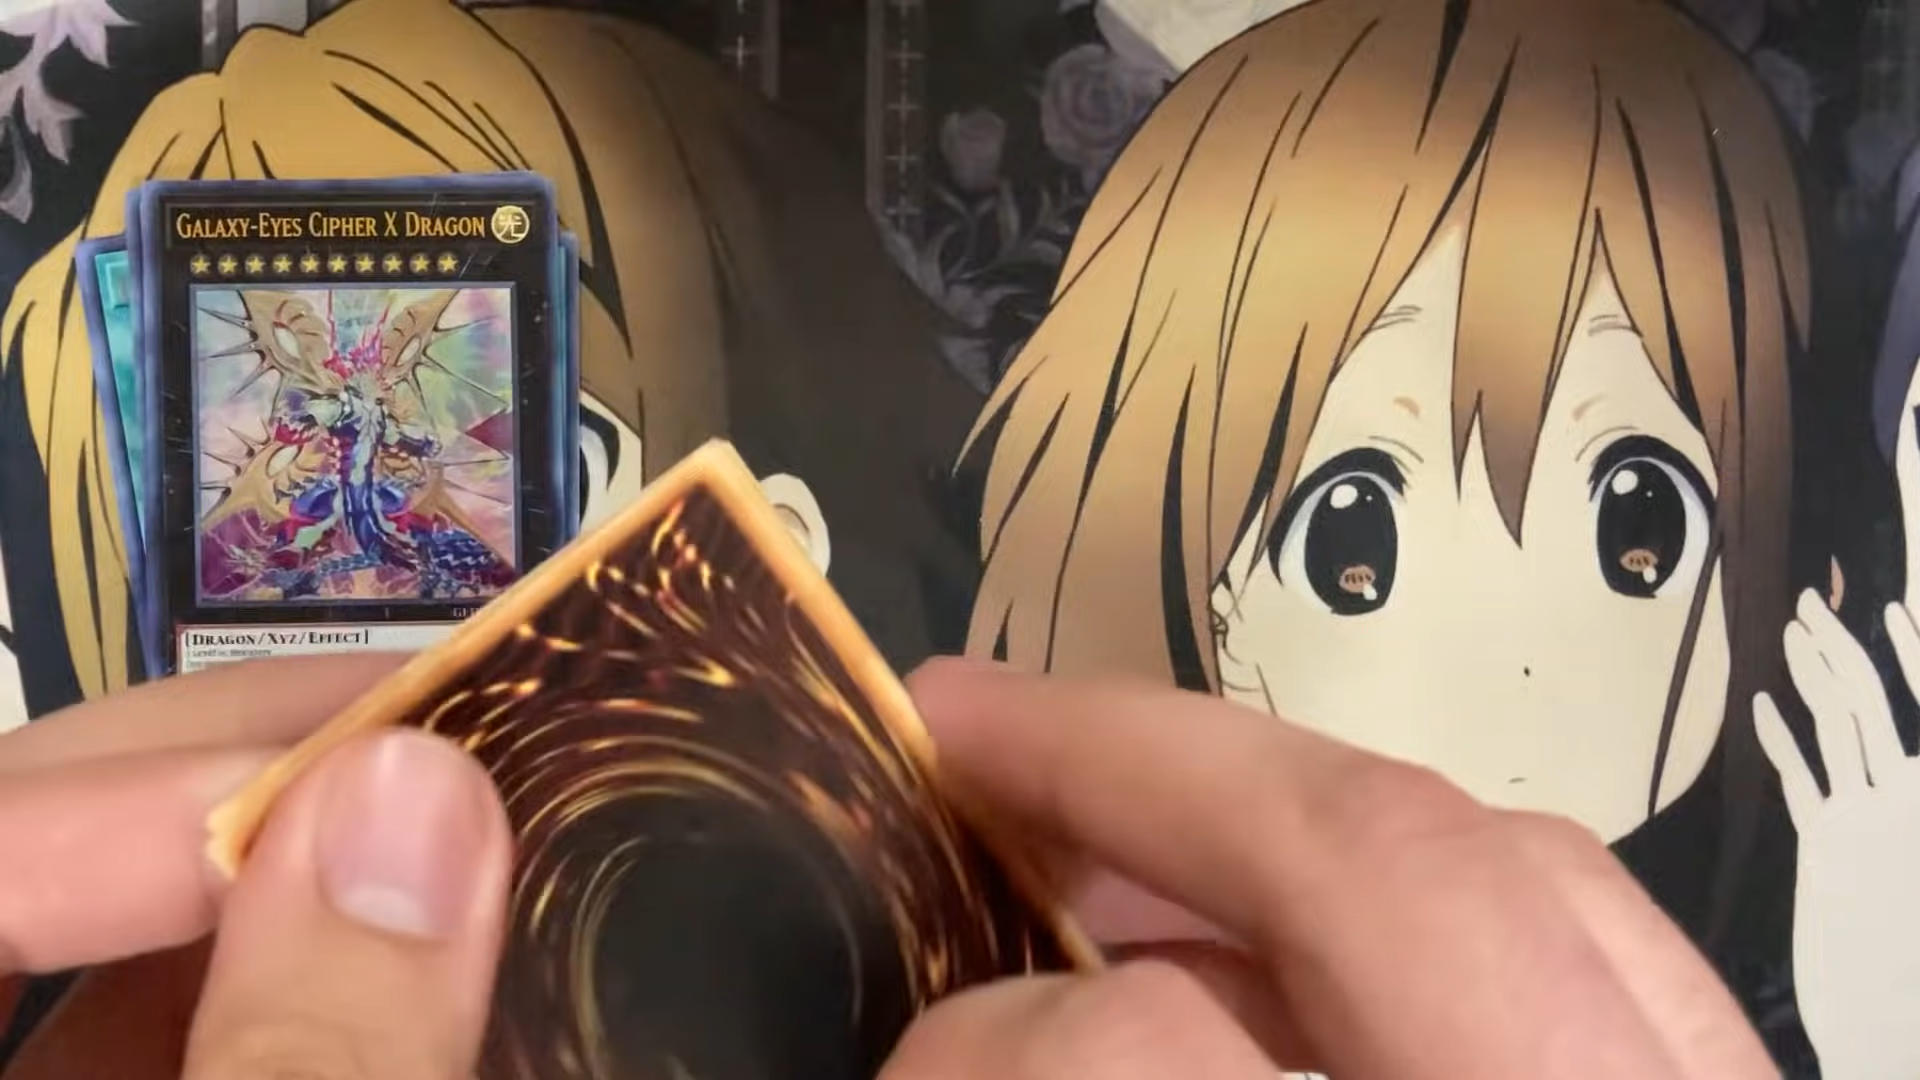 GALAXY-EYES CIPHER X DRAGON 光
[DRAGON/XYZ/EFFECT]